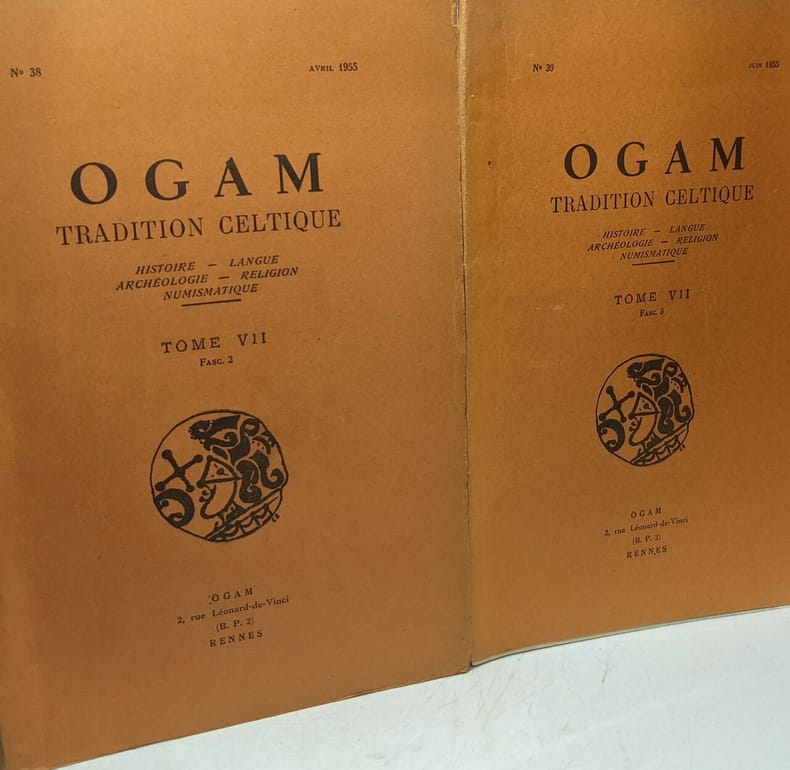 Nº 38
AVRIL 1955
OGAM
TRADITION CELTIQUE
HISTOIRE — LANGUE
ARCHÉOLOGIE — RELIGION
NUMISMATIQUE
TOME VII
FASC. 2
OGAM
2, rue Léonard-de-Vinci
(B. P. 2)
RENNES
Nº 39
JUIN 1955
OGAM
TRADITION CELTIQUE
HISTOIRE — LANGUE
ARCHÉOLOGIE — RELIGION
NUMISMATIQUE
TOME VII
FASC. 3
OGAM
2, rue Léonard-de-Vinci
(B. P. 2)
RENNES